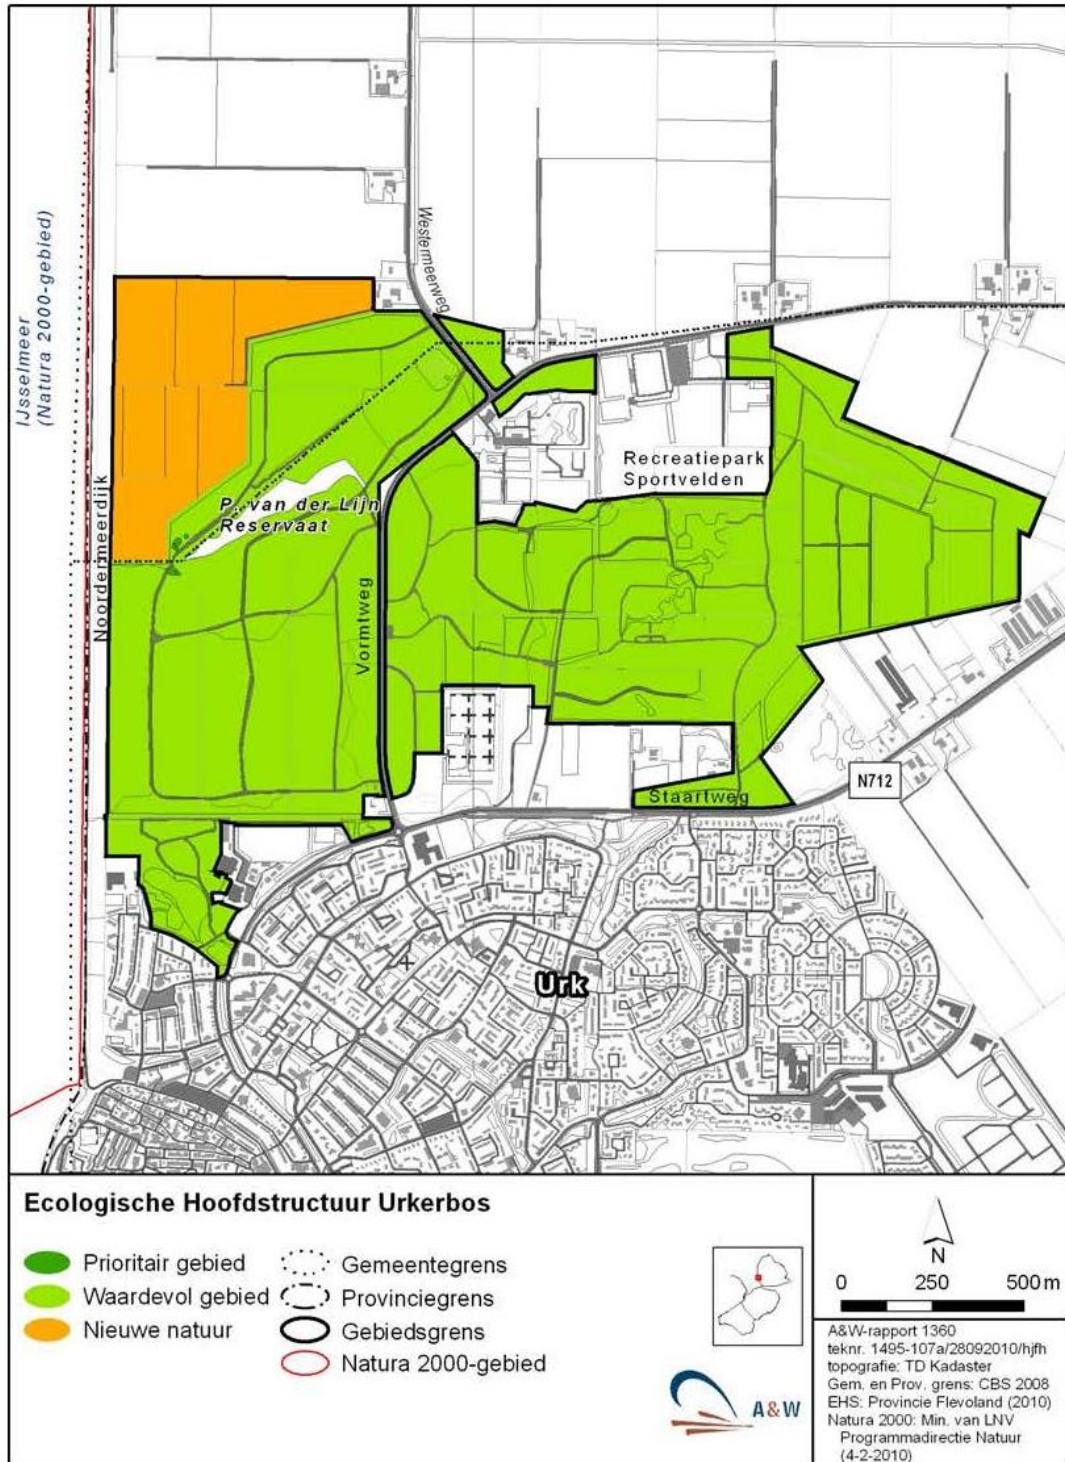 IJsselmeer
(Natura 2000-gebied)
Westermeerweg
Recreatiepark
Sportvelden
P. van der Lijn
Reservaat
Noordermeerdijk
Vormtweg
N712
Staartweg
Urk
Ecologische Hoofdstructuur Urkerbos
Prioritair gebied
Waardevol gebied
Nieuwe natuur
Gemeentegrens
Provinciegrens
Gebiedsgrens
Natura 2000-gebied
A&W
N
0 250 500 m
A&W-rapport 1360
teknr. 1495-107a/28092010/hjfh
topografie: TD Kadaster
Gem. en Prov. grens: CBS 2008
EHS: Provincie Flevoland (2010)
Natura 2000: Min. van LNV
Programmadirectie Natuur
(4-2-2010)